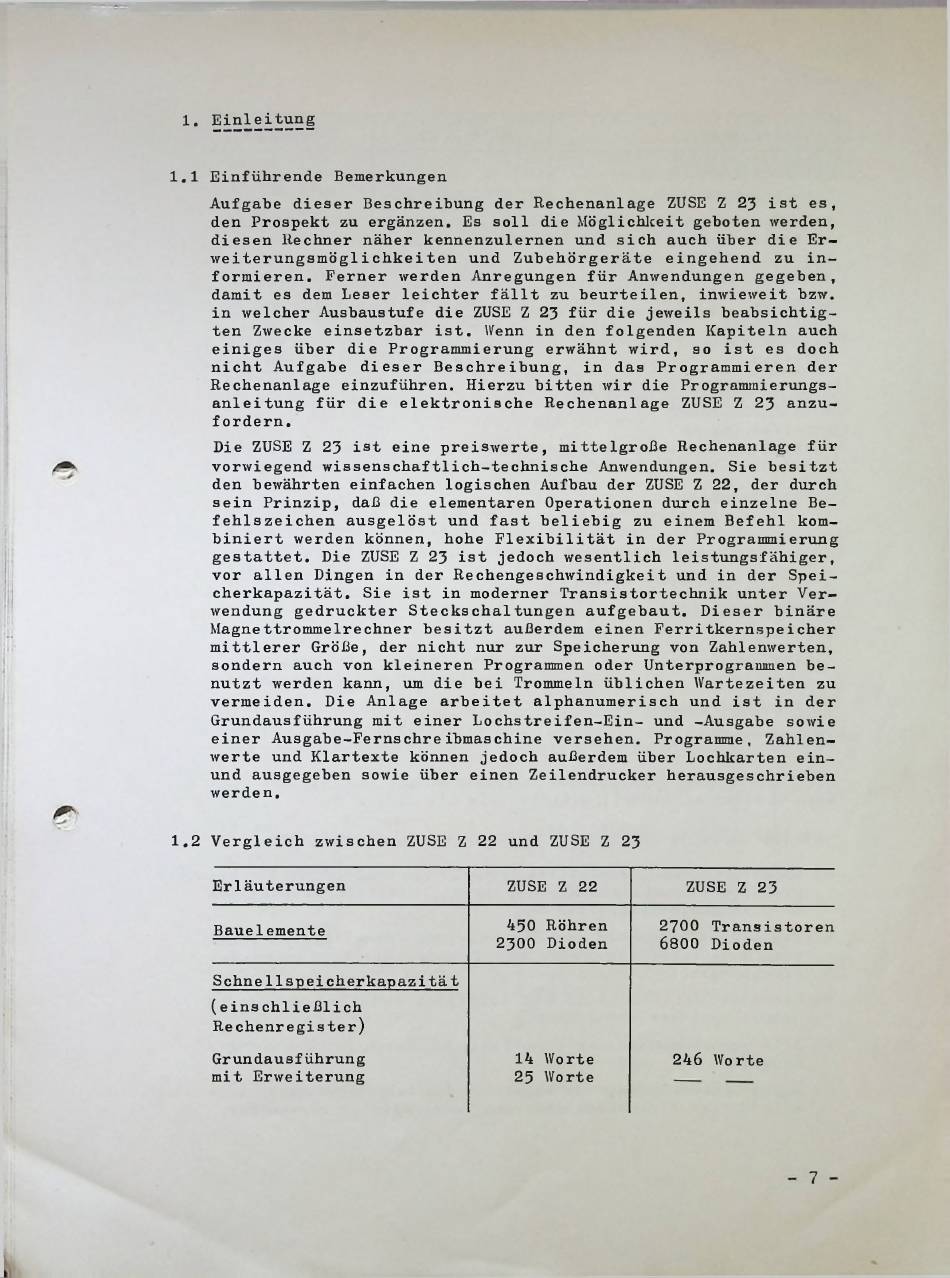 1. Einleitung
1.1 Einführende Bemerkungen
Aufgabe dieser Beschreibung der Rechenanlage ZUSE Z 23 ist es,
den Prospekt zu ergänzen. Es soll die Möglichkeit geboten werden,
diesen Rechner näher kennenzulernen und sich auch über die Er-
weiterungsmöglichkeiten und Zubehörgeräte eingehend zu in-
formieren. Ferner werden Anregungen für Anwendungen gegeben,
damit es dem Leser leichter fällt zu beurteilen, inwieweit bzw.
in welcher Ausbaustufe die ZUSE Z 23 für die jeweils beabsichtig-
ten Zwecke einsetzbar ist. Wenn in den folgenden Kapiteln auch
einiges über die Programmierung erwähnt wird, so ist es doch
nicht Aufgabe dieser Beschreibung, in das Programmieren der
Rechenanlage einzuführen. Hierzu bitten wir die Programmierungs-
anleitung für die elektronische Rechenanlage ZUSE Z 23 anzu-
fordern.
Die ZUSE Z 23 ist eine preiswerte, mittelgroße Rechenanlage für
vorwiegend wissenschaftlich-technische Anwendungen. Sie besitzt
den bewährten einfachen logischen Aufbau der ZUSE Z 22, der durch
sein Prinzip, daß die elementaren Operationen durch einzelne Be-
fehlszeichen ausgelöst und fast beliebig zu einem Befehl kom-
biniert werden können, hohe Flexibilität in der Programmierung
gestattet. Die ZUSE Z 23 ist jedoch wesentlich leistungsfähiger,
vor allen Dingen in der Rechengeschwindigkeit und in der Spei-
cherkapazität. Sie ist in moderner Transistortechnik unter Ver-
wendung gedruckter Steckschaltungen aufgebaut. Dieser binäre
Magnettrommelrechner besitzt außerdem einen Ferritkernspeicher
mittlerer Größe, der nicht nur zur Speicherung von Zahlenwerten,
sondern auch von kleineren Programmen oder Unterprogrammen be-
nutzt werden kann, um die bei Trommeln üblichen Wartezeiten zu
vermeiden. Die Anlage arbeitet alphanumerisch und ist in der
Grundausführung mit einer Lochstreifen-Ein- und -Ausgabe sowie
einer Ausgabe-Fernschreibmaschine versehen. Programme, Zahlen-
werte und Klartexte können jedoch außerdem über Lochkarten ein-
und ausgegeben sowie über einen Zeilendrucker herausgeschrieben
werden.
1.2 Vergleich zwischen ZUSE Z 22 und ZUSE Z 23
Erläuterungen ZUSE Z 22 ZUSE Z 23
Bauelemente 450 Röhren 2700 Transistoren
2300 Dioden 6800 Dioden
Schnellspeicherkapazität
(einschließlich
Rechenregister)
Grundausführung 14 Worte 246 Worte
mit Erweiterung 25 Worte — —
- 7 -